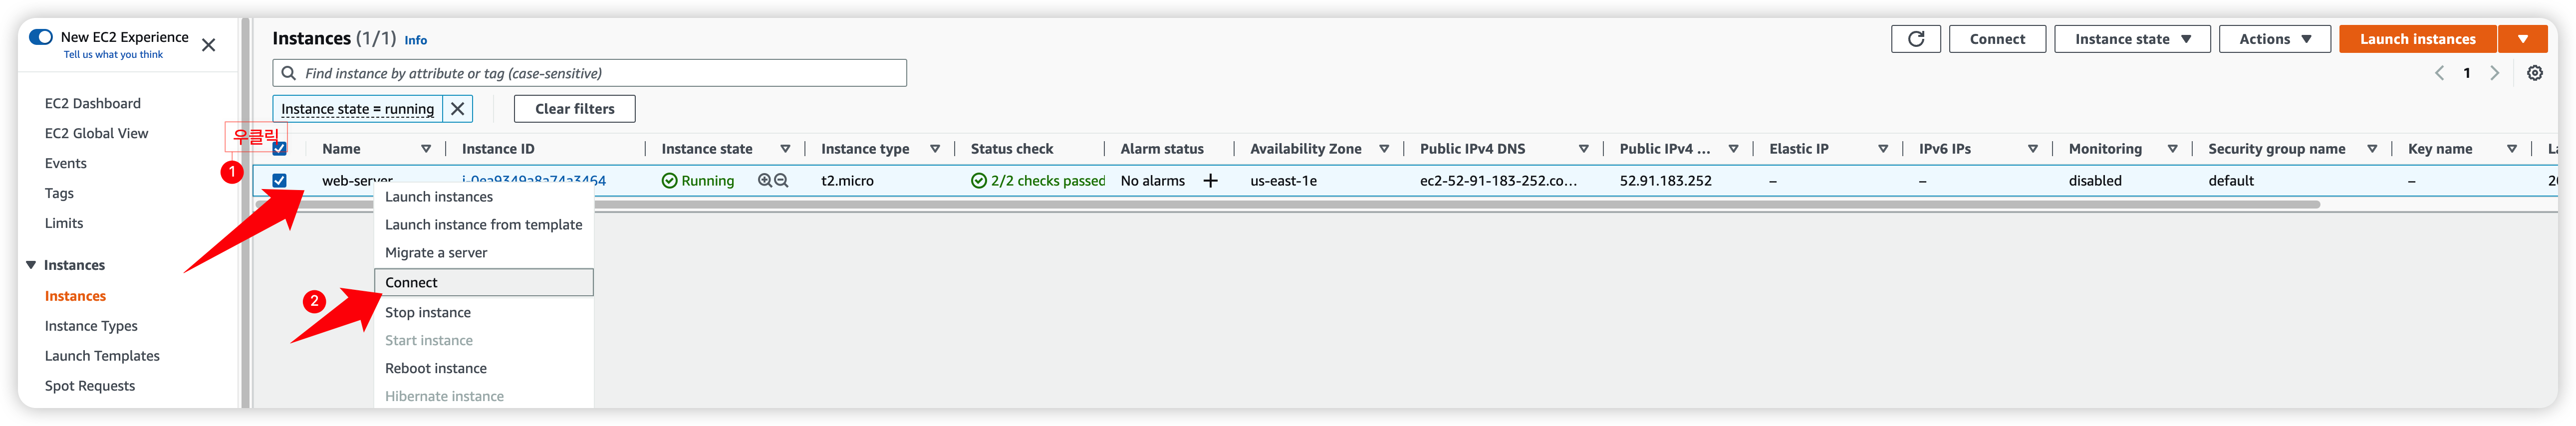 New EC2 Experience
Tell us what you think
EC2 Dashboard
EC2 Global View
Events
Tags
Limits
Instances
Instances
Instance Types
Launch Templates
Spot Requests
Instances (1/1) Info
Connect
Instance state
Actions
Launch instances
Find instance by attribute or tag (case-sensitive)
1
Instance state = running
Clear filters
우클릭
1
Name Instance ID Instance state Instance type Status check Alarm status Availability Zone Public IPv4 DNS Public IPv4 ... Elastic IP IPv6 IPs Monitoring Security group name Key name
web-server i-0ea9349a8a74a3464 Running t2.micro 2/2 checks passed No alarms us-east-1e ec2-52-91-183-252.co... 52.91.183.252 – – disabled default –
Launch instances
Launch instance from template
Migrate a server
Connect
2
Stop instance
Start instance
Reboot instance
Hibernate instance